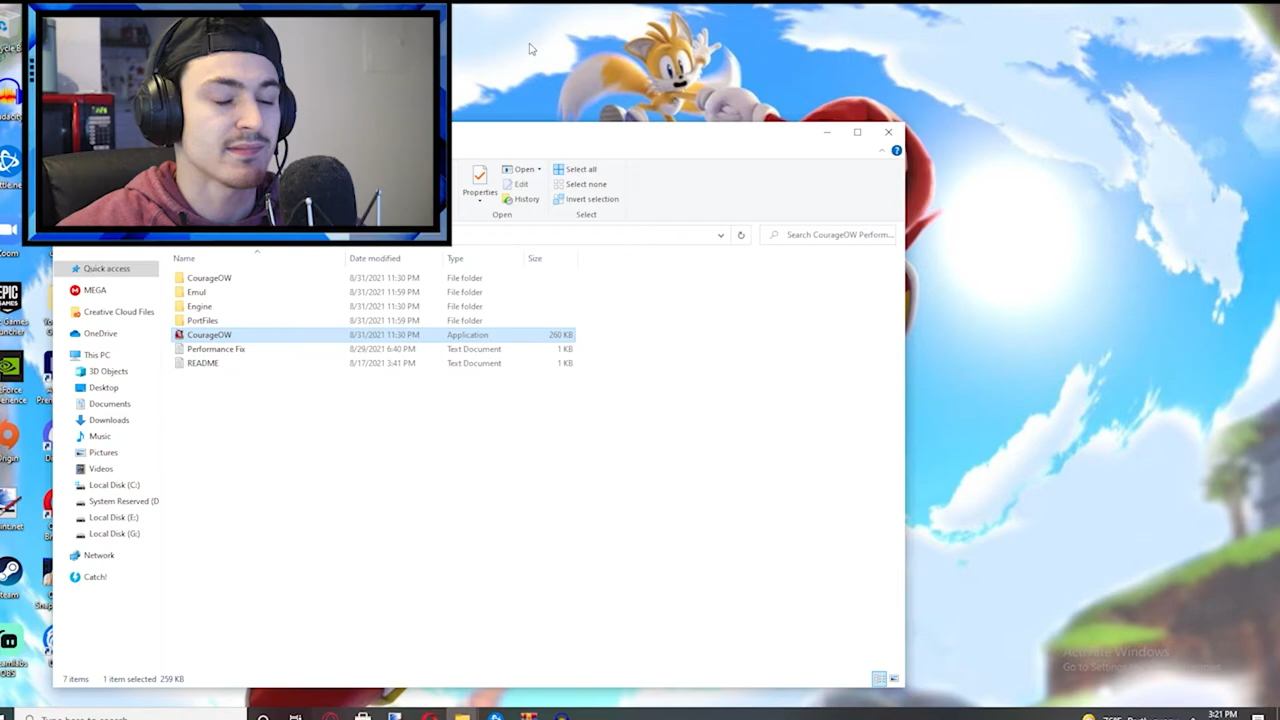 Open
Select all
Properties
Edit
Select none
History
Invert selection
Open
Select
Search CourageOW Perform...
Name Date modified Type Size
Quick access
MEGA
Creative Cloud Files
OneDrive
This PC
3D Objects
Desktop
Documents
Downloads
Music
Pictures
Videos
Local Disk (C:)
System Reserved (D
Local Disk (E:)
Local Disk (G:)
Network
Catch!
CourageOW 8/31/2021 11:30 PM File folder
Emul 8/31/2021 11:59 PM File folder
Engine 8/31/2021 11:30 PM File folder
PortFiles 8/31/2021 11:59 PM File folder
CourageOW 8/31/2021 11:30 PM Application 260 KB
Performance Fix 8/29/2021 6:40 PM Text Document 1 KB
README 8/17/2021 3:41 PM Text Document 1 KB
7 items 1 item selected 259 KB
Activate Windows
Go to Settings
EPIC
3:21 PM